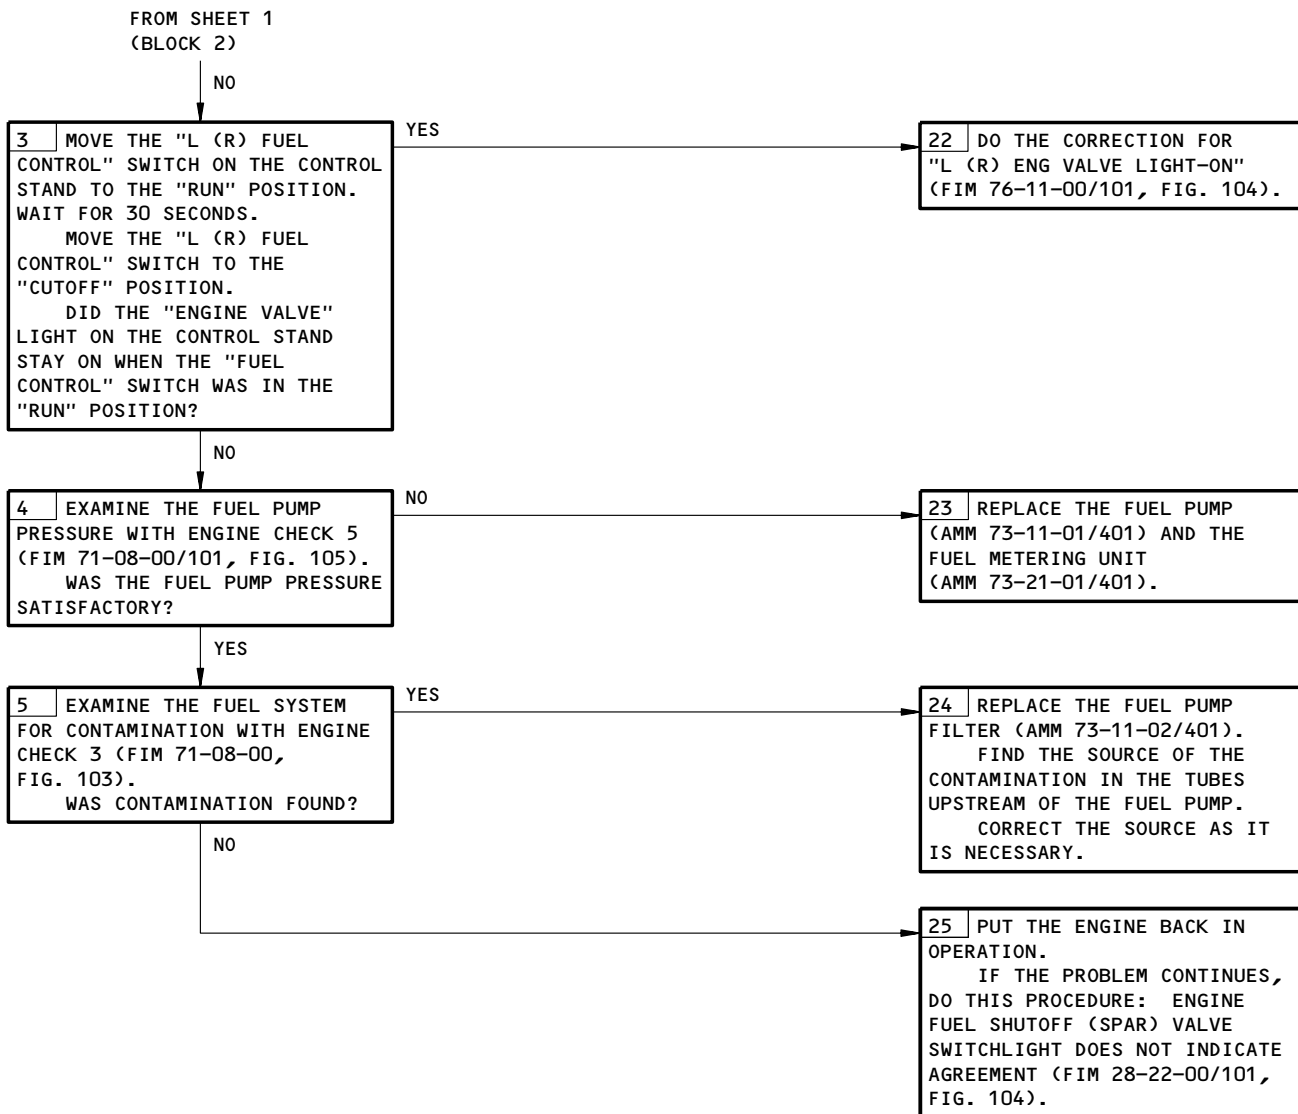 FROM SHEET 1
(BLOCK 2)
NO
3 MOVE THE "L (R) FUEL
CONTROL" SWITCH ON THE CONTROL
STAND TO THE "RUN" POSITION.
WAIT FOR 30 SECONDS.
MOVE THE "L (R) FUEL
CONTROL" SWITCH TO THE
"CUTOFF" POSITION.
DID THE "ENGINE VALVE"
LIGHT ON THE CONTROL STAND
STAY ON WHEN THE "FUEL
CONTROL" SWITCH WAS IN THE
"RUN" POSITION?
YES
22 DO THE CORRECTION FOR
"L (R) ENG VALVE LIGHT-ON"
(FIM 76-11-00/101, FIG. 104).
NO
4 EXAMINE THE FUEL PUMP
PRESSURE WITH ENGINE CHECK 5
(FIM 71-08-00/101, FIG. 105).
WAS THE FUEL PUMP PRESSURE
SATISFACTORY?
NO
23 REPLACE THE FUEL PUMP
(AMM 73-11-01/401) AND THE
FUEL METERING UNIT
(AMM 73-21-01/401).
YES
5 EXAMINE THE FUEL SYSTEM
FOR CONTAMINATION WITH ENGINE
CHECK 3 (FIM 71-08-00,
FIG. 103).
WAS CONTAMINATION FOUND?
YES
24 REPLACE THE FUEL PUMP
FILTER (AMM 73-11-02/401).
FIND THE SOURCE OF THE
CONTAMINATION IN THE TUBES
UPSTREAM OF THE FUEL PUMP.
CORRECT THE SOURCE AS IT
IS NECESSARY.
NO
25 PUT THE ENGINE BACK IN
OPERATION.
IF THE PROBLEM CONTINUES,
DO THIS PROCEDURE: ENGINE
FUEL SHUTOFF (SPAR) VALVE
SWITCHLIGHT DOES NOT INDICATE
AGREEMENT (FIM 28-22-00/101,
FIG. 104).